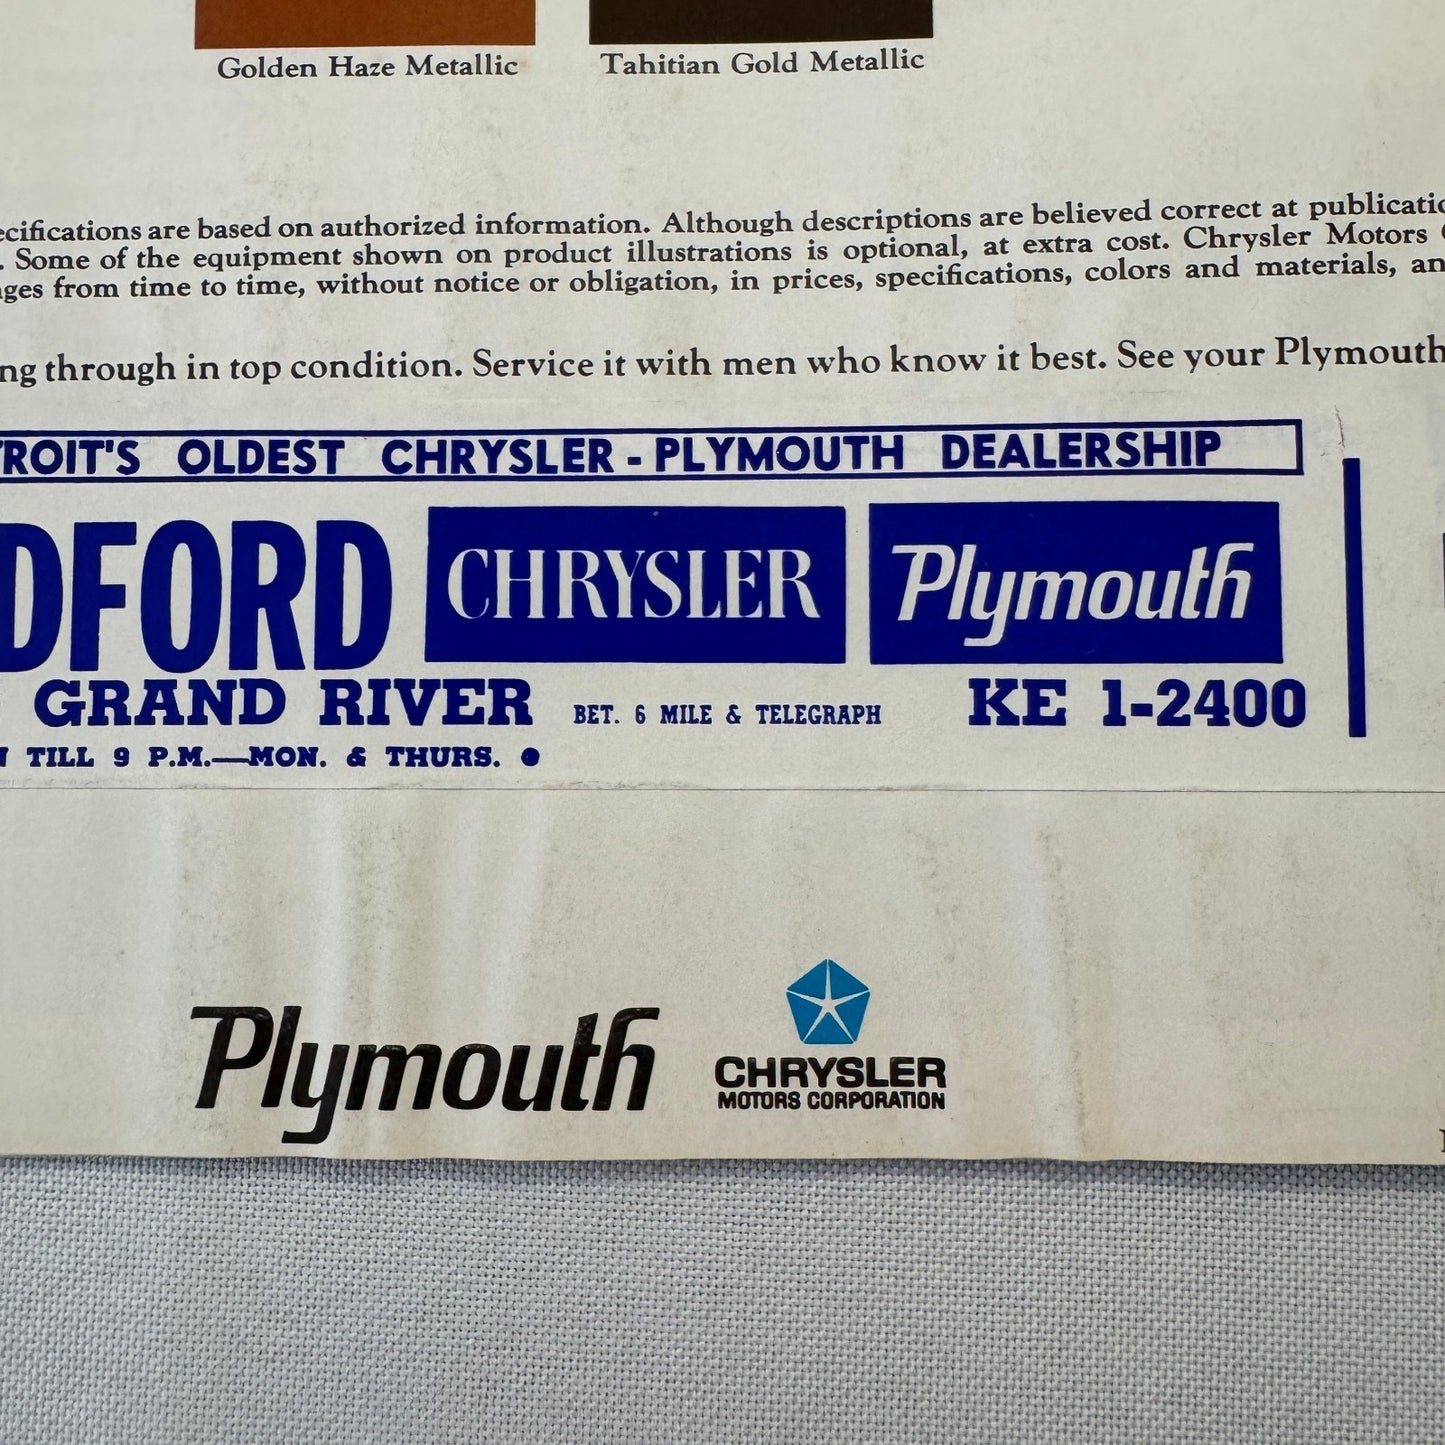 Golden Haze Metallic Tahitian Gold Metallic
ecifications are based on authorized information. Although descriptions are believed correct at publicatio
. Some of the equipment shown on product illustrations is optional, at extra cost. Chrysler Motors
ges from time to time, without notice or obligation, in prices, specifications, colors and materials, an
ng through in top condition. Service it with men who know it best. See your Plymouth
TROIT'S OLDEST CHRYSLER - PLYMOUTH DEALERSHIP
DFORD CHRYSLER Plymouth
GRAND RIVER BET. 6 MILE & TELEGRAPH KE 1-2400
TILL 9 P.M.—MON. & THURS. ●
Plymouth
CHRYSLER
MOTORS CORPORATION